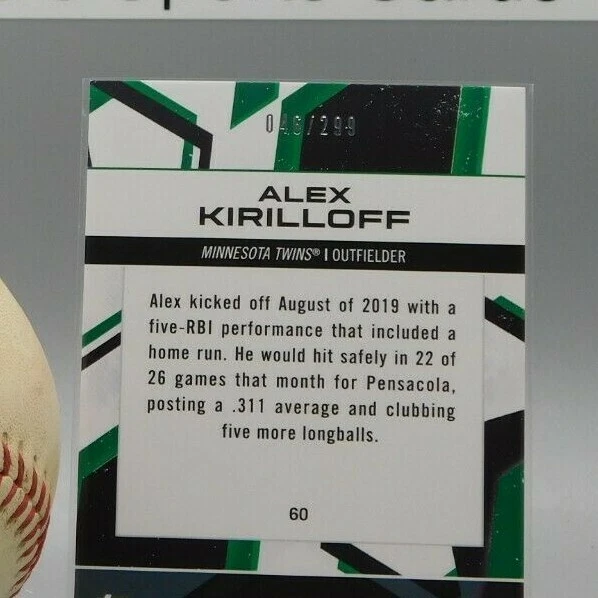 046/299
ALEX
KIRILLOFF
MINNESOTA TWINS® | OUTFIELDER
Alex kicked off August of 2019 with a
five-RBI performance that included a
home run. He would hit safely in 22 of
26 games that month for Pensacola,
posting a .311 average and clubbing
five more longballs.
60